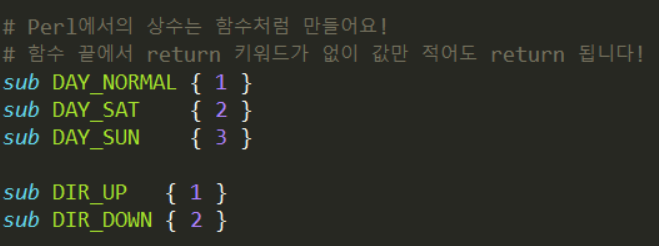 # Perl에서의 상수는 함수처럼 만들어요!
# 함수 끝에서 return 키워드가 없이 값만 적어도 return 됩니다!
sub DAY_NORMAL { 1 }
sub DAY_SAT    { 2 }
sub DAY_SUN    { 3 }

sub DIR_UP   { 1 }
sub DIR_DOWN { 2 }